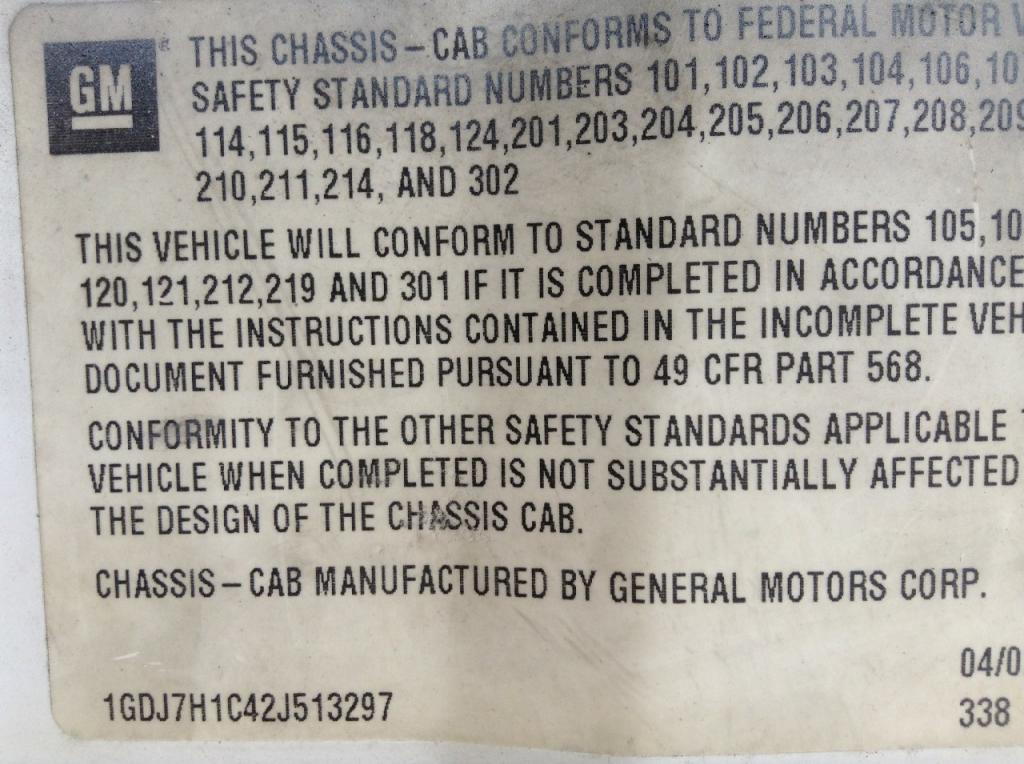 GM
THIS CHASSIS-CAB CONFORMS TO FEDERAL MOTOR
SAFETY STANDARD NUMBERS 101,102,103,104,106,10
114,115,116,118,124,201,203,204,205,206,207,208,209
210,211,214, AND 302
THIS VEHICLE WILL CONFORM TO STANDARD NUMBERS 105,10
120,121,212,219 AND 301 IF IT IS COMPLETED IN ACCORDANCE
WITH THE INSTRUCTIONS CONTAINED IN THE INCOMPLETE VEH
DOCUMENT FURNISHED PURSUANT TO 49 CFR PART 568.
CONFORMITY TO THE OTHER SAFETY STANDARDS APPLICABLE
VEHICLE WHEN COMPLETED IS NOT SUBSTANTIALLY AFFECTED
THE DESIGN OF THE CHASSIS CAB.
CHASSIS-CAB MANUFACTURED BY GENERAL MOTORS CORP.
04/0
1GDJ7H1C42J513297
338